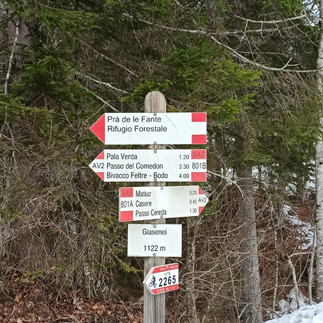 Prà de le Fante
Rifugio Forestale
Pala Verda 1.20
AV2 Passo del Comedon 3.30 801B
Bivacco Feltre - Bodo 4.00
Matiuz 0.05
801A Casere 0.40 AV2
Passo Cereda 1.30
Giasenei
1122 m
2265